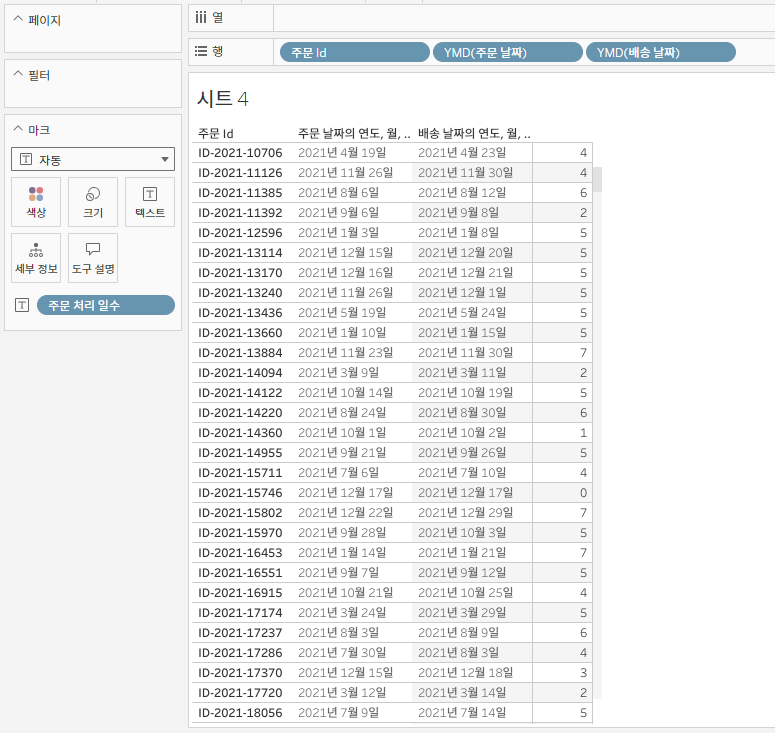 페이지
필터
마크
자동
색상 크기 텍스트
세부 정보 도구 설명
주문 처리 일수
열
행 주문 Id YMD(주문 날짜) YMD(배송 날짜)
시트 4
주문 Id 주문 날짜의 연도, 월, .. 배송 날짜의 연도, 월, ..
ID-2021-10706 2021년 4월 19일 2021년 4월 23일 4
ID-2021-11126 2021년 11월 26일 2021년 11월 30일 4
ID-2021-11385 2021년 8월 6일 2021년 8월 12일 6
ID-2021-11392 2021년 9월 6일 2021년 9월 8일 2
ID-2021-12596 2021년 1월 3일 2021년 1월 8일 5
ID-2021-13114 2021년 12월 15일 2021년 12월 20일 5
ID-2021-13170 2021년 12월 16일 2021년 12월 21일 5
ID-2021-13240 2021년 11월 26일 2021년 12월 1일 5
ID-2021-13436 2021년 5월 19일 2021년 5월 24일 5
ID-2021-13660 2021년 1월 10일 2021년 1월 15일 5
ID-2021-13884 2021년 11월 23일 2021년 11월 30일 7
ID-2021-14094 2021년 3월 9일 2021년 3월 11일 2
ID-2021-14122 2021년 10월 14일 2021년 10월 19일 5
ID-2021-14220 2021년 8월 24일 2021년 8월 30일 6
ID-2021-14360 2021년 10월 1일 2021년 10월 2일 1
ID-2021-14955 2021년 9월 21일 2021년 9월 26일 5
ID-2021-15711 2021년 7월 6일 2021년 7월 10일 4
ID-2021-15746 2021년 12월 17일 2021년 12월 17일 0
ID-2021-15802 2021년 12월 22일 2021년 12월 29일 7
ID-2021-15970 2021년 9월 28일 2021년 10월 3일 5
ID-2021-16453 2021년 1월 14일 2021년 1월 21일 7
ID-2021-16551 2021년 9월 7일 2021년 9월 12일 5
ID-2021-16915 2021년 10월 21일 2021년 10월 25일 4
ID-2021-17174 2021년 3월 24일 2021년 3월 29일 5
ID-2021-17237 2021년 8월 3일 2021년 8월 9일 6
ID-2021-17286 2021년 7월 30일 2021년 8월 3일 4
ID-2021-17370 2021년 12월 15일 2021년 12월 18일 3
ID-2021-17720 2021년 3월 12일 2021년 3월 14일 2
ID-2021-18056 2021년 7월 9일 2021년 7월 14일 5